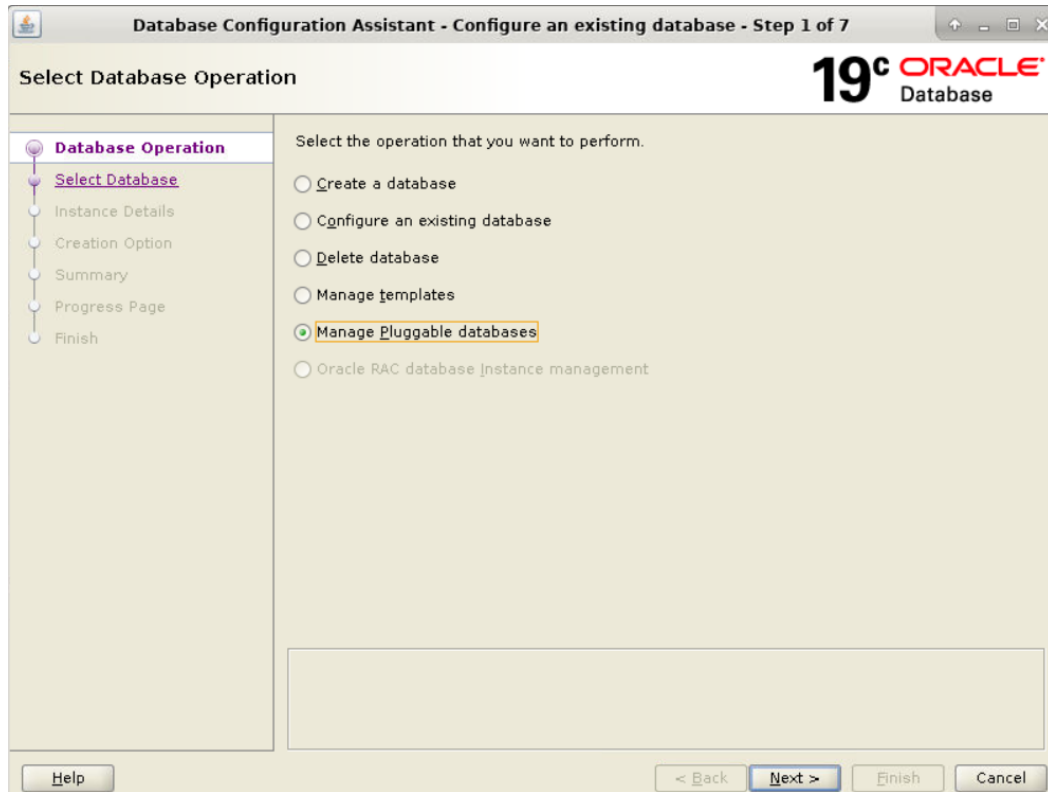 Database Configuration Assistant - Configure an existing database - Step 1 of 7
Select Database Operation
19c ORACLE
Database
Database Operation
Select Database
Instance Details
Creation Option
Summary
Progress Page
Finish
Select the operation that you want to perform.
Create a database
Configure an existing database
Delete database
Manage templates
Manage Pluggable databases
Oracle RAC database Instance management
Help
< Back
Next >
Finish
Cancel